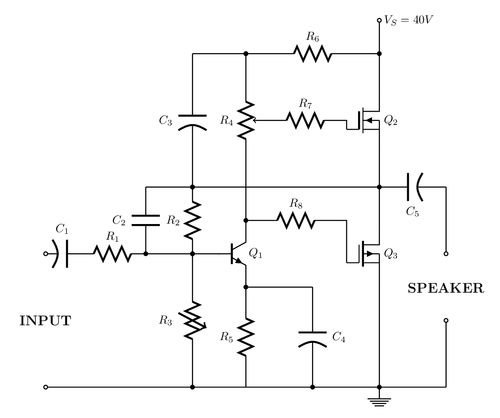 V_S = 40V
R_6
C_3
R_4
R_7
Q_2
C_2
R_2
R_8
C_5
C_1
R_1
Q_1
Q_3
SPEAKER
INPUT
R_3
R_5
C_4